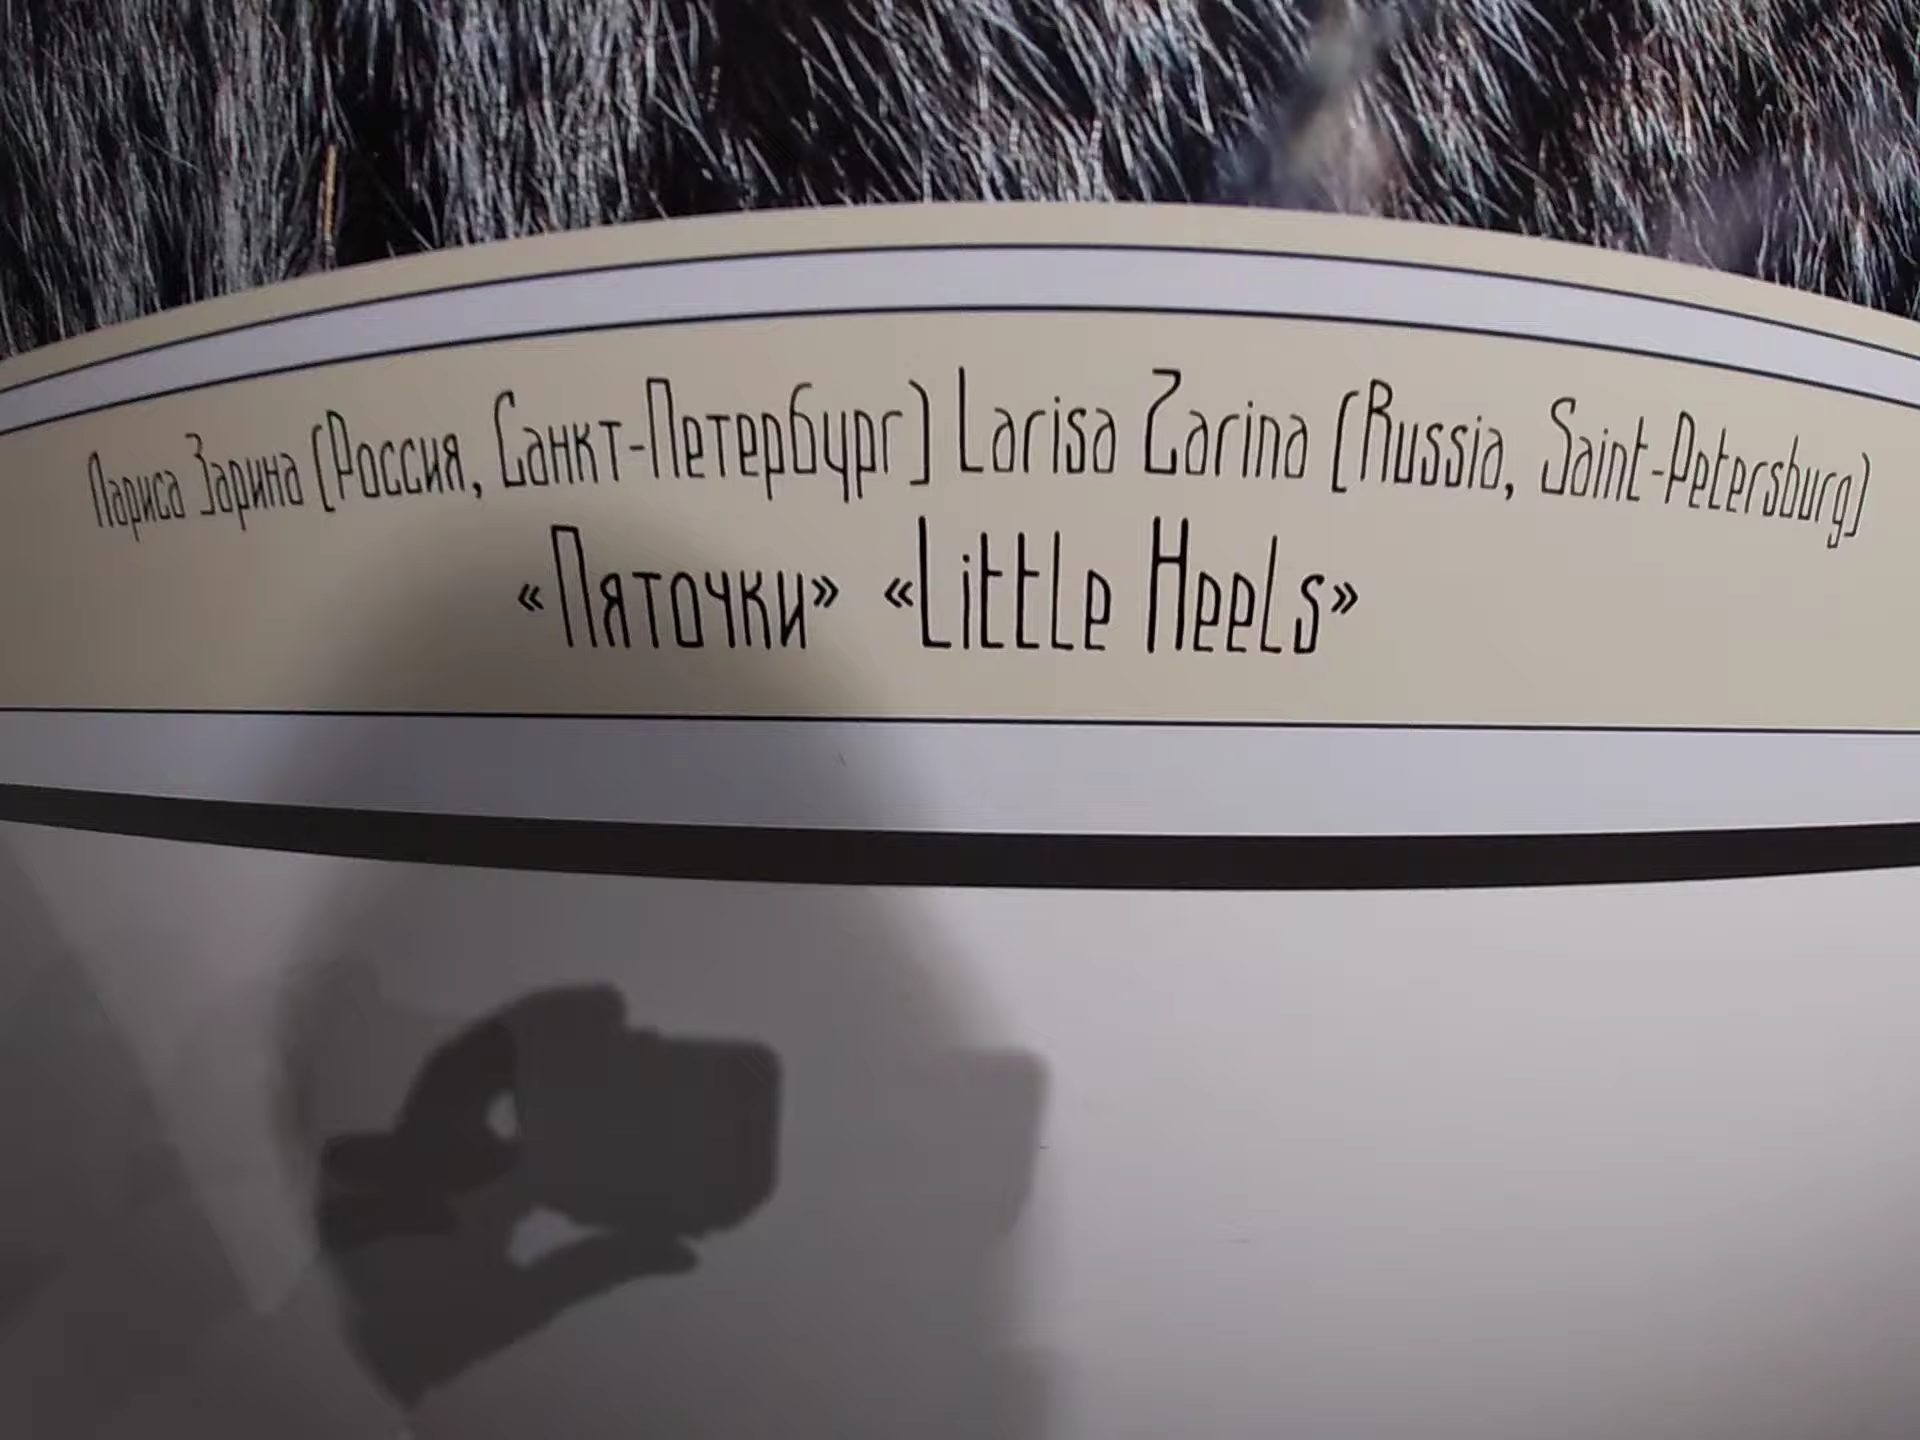 Лариса Зарина (Россия, Санкт-Петербург) Larisa Zarina (Russia, Saint-Petersburg)
«Пяточки» «Little Heels»